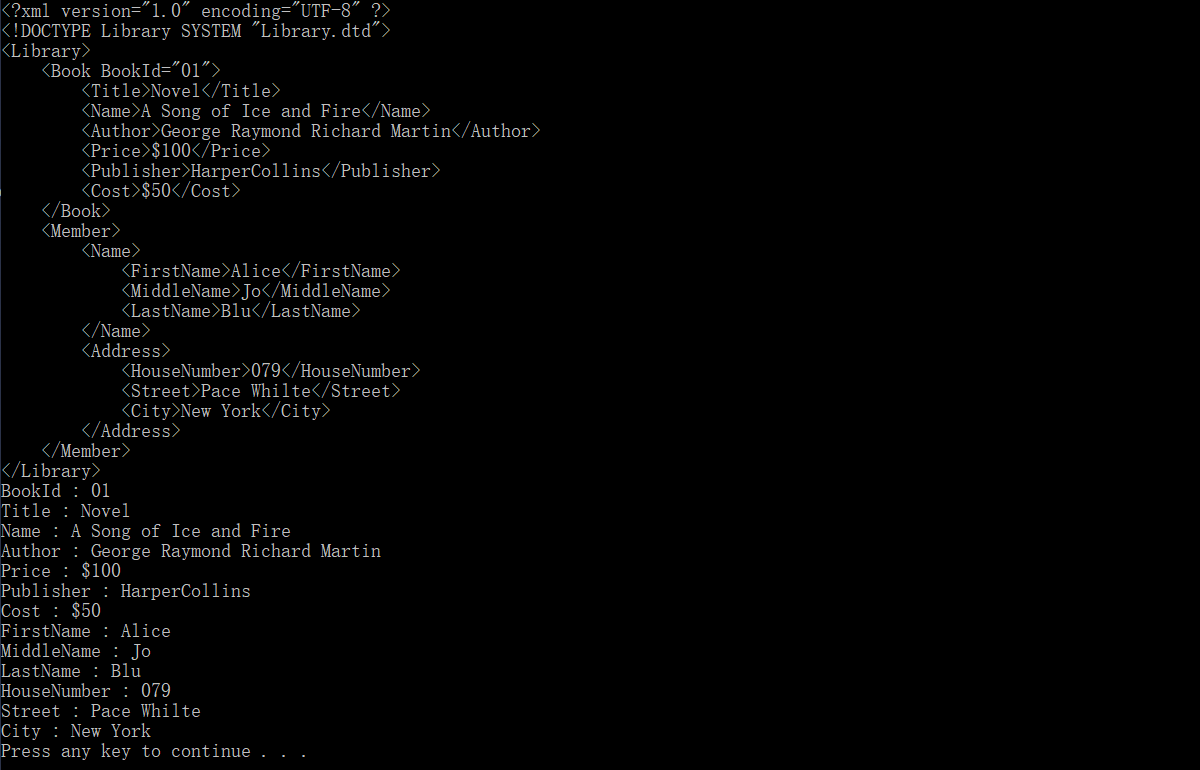 <?xml version="1.0" encoding="UTF-8" ?>
<!DOCTYPE Library SYSTEM "Library.dtd">
<Library>
    <Book BookId="01">
        <Title>Novel</Title>
        <Name>A Song of Ice and Fire</Name>
        <Author>George Raymond Richard Martin</Author>
        <Price>$100</Price>
        <Publisher>HarperCollins</Publisher>
        <Cost>$50</Cost>
    </Book>
    <Member>
        <Name>
            <FirstName>Alice</FirstName>
            <MiddleName>Jo</MiddleName>
            <LastName>Blu</LastName>
        </Name>
        <Address>
            <HouseNumber>079</HouseNumber>
            <Street>Pace Whilte</Street>
            <City>New York</City>
        </Address>
    </Member>
</Library>
BookId : 01
Title : Novel
Name : A Song of Ice and Fire
Author : George Raymond Richard Martin
Price : $100
Publisher : HarperCollins
Cost : $50
FirstName : Alice
MiddleName : Jo
LastName : Blu
HouseNumber : 079
Street : Pace Whilte
City : New York
Press any key to continue . . .